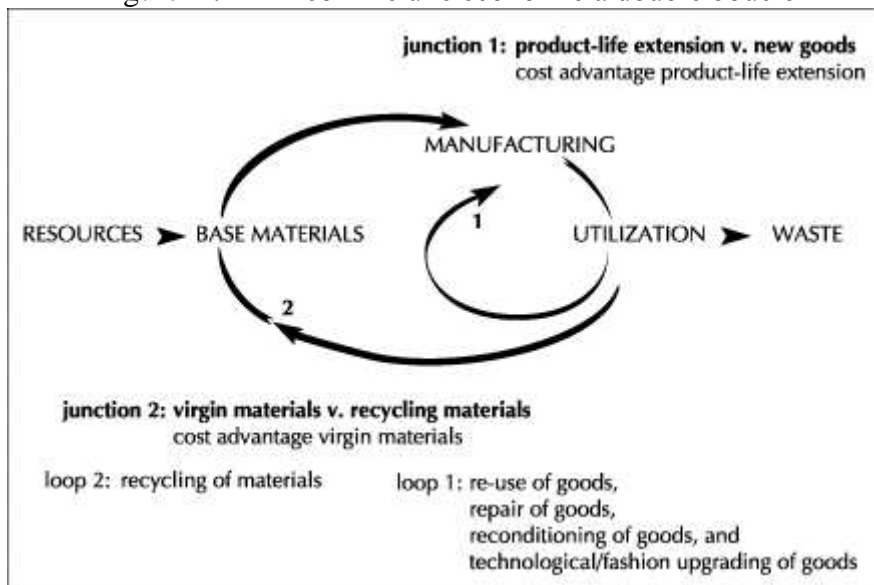 junction 1: product-life extension v. new goods
cost advantage product-life extension
MANUFACTURING
1
RESOURCES
BASE MATERIALS
UTILIZATION
WASTE
2
junction 2: virgin materials v. recycling materials
cost advantage virgin materials
loop 2: recycling of materials
loop 1: re-use of goods,
repair of goods,
reconditioning of goods, and
technological/fashion upgrading of goods